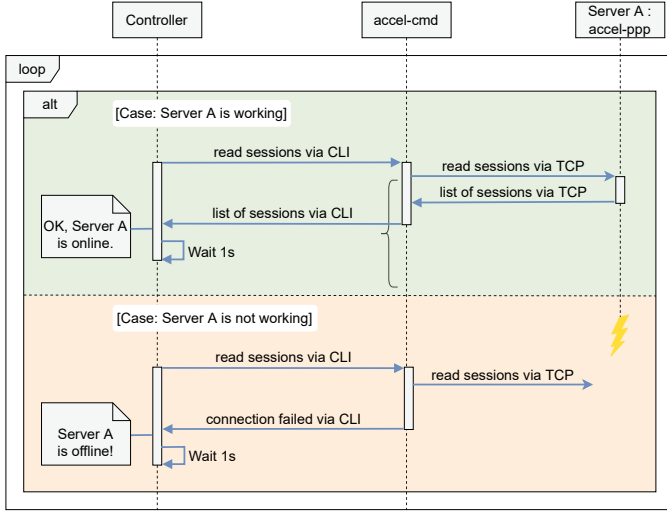 Controller
accel-cmd
Server A :
accel-ppp
loop
alt
[Case: Server A is working]
read sessions via CLI
read sessions via TCP
list of sessions via TCP
list of sessions via CLI
OK, Server A
is online.
Wait 1s
[Case: Server A is not working]
read sessions via CLI
read sessions via TCP
connection failed via CLI
Server A
is offline!
Wait 1s